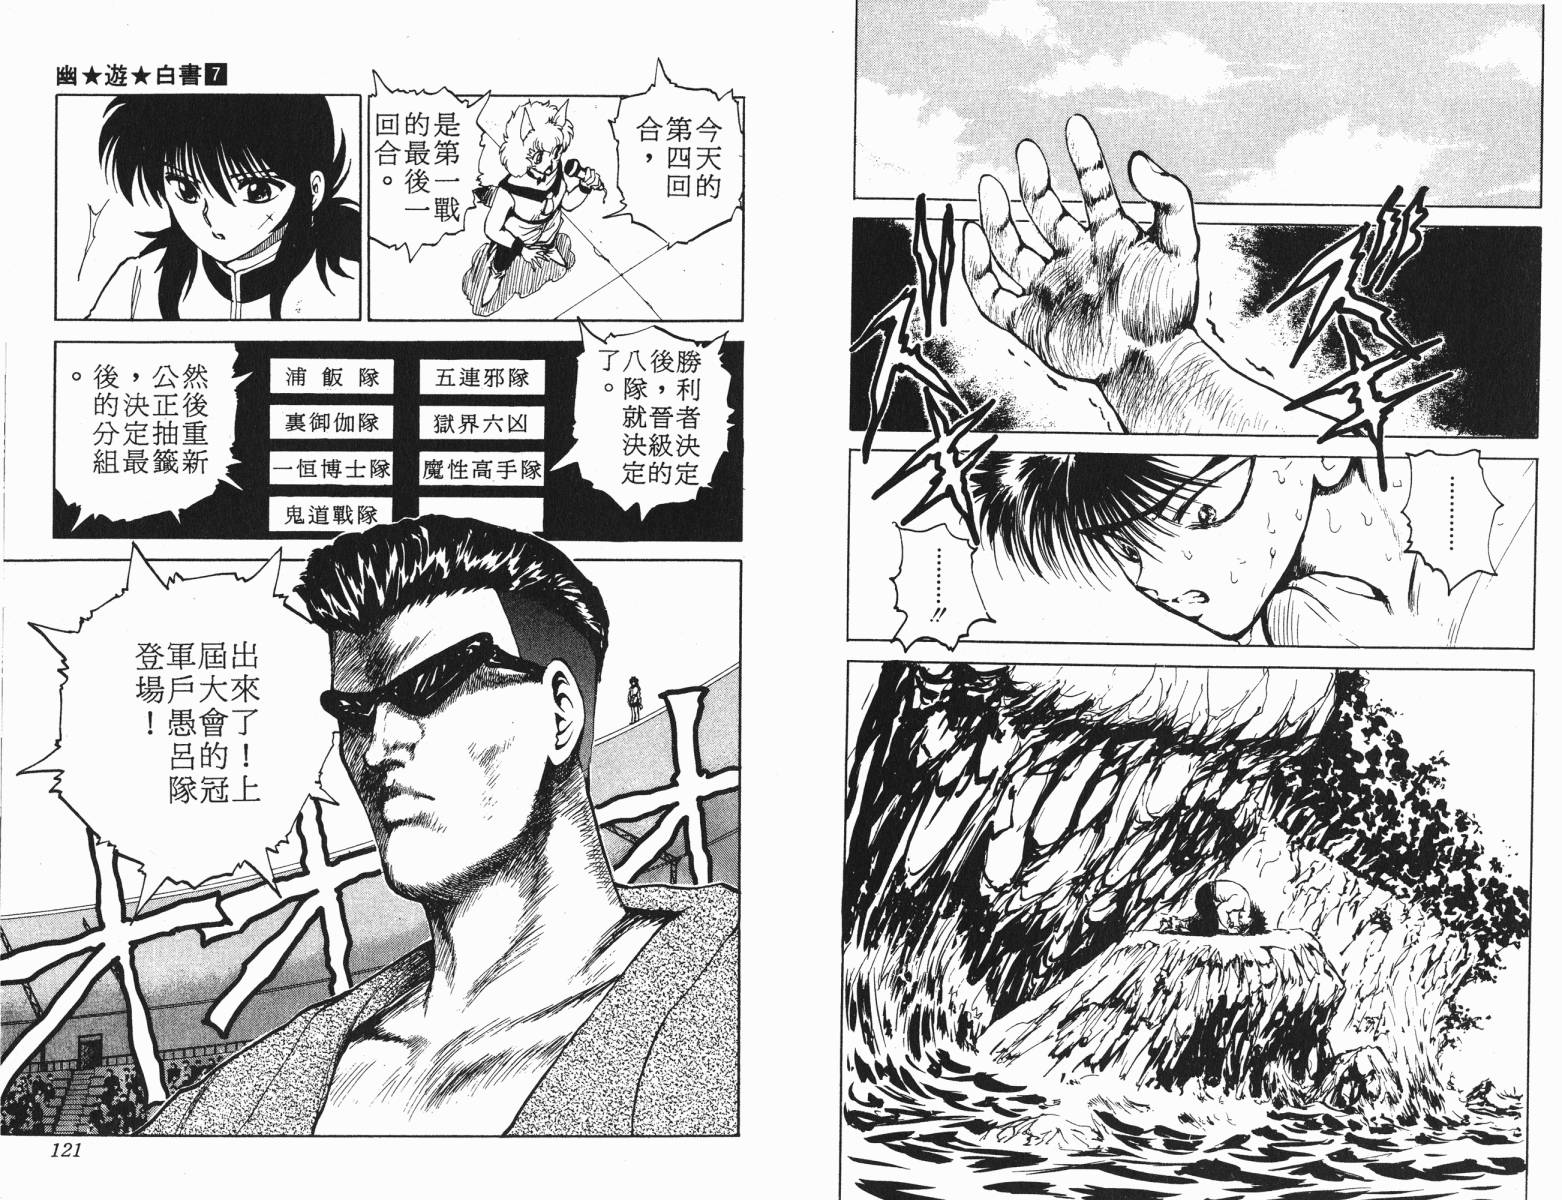 ………
………!!
幽★遊★白書7
今天的
第四回
合，
是第一戰
的最後一
回合。
勝利者決定
後，晉級的
八隊就決定
了。
五連邪隊
浦飯隊
獄界六凶
裏御伽隊
魔性高手隊
一恒博士隊
鬼道戰隊
然後重新
公正抽籤
，決定最
後的分組
。
出來了！上
屆大會的冠
軍戶愚呂隊
登場！
121